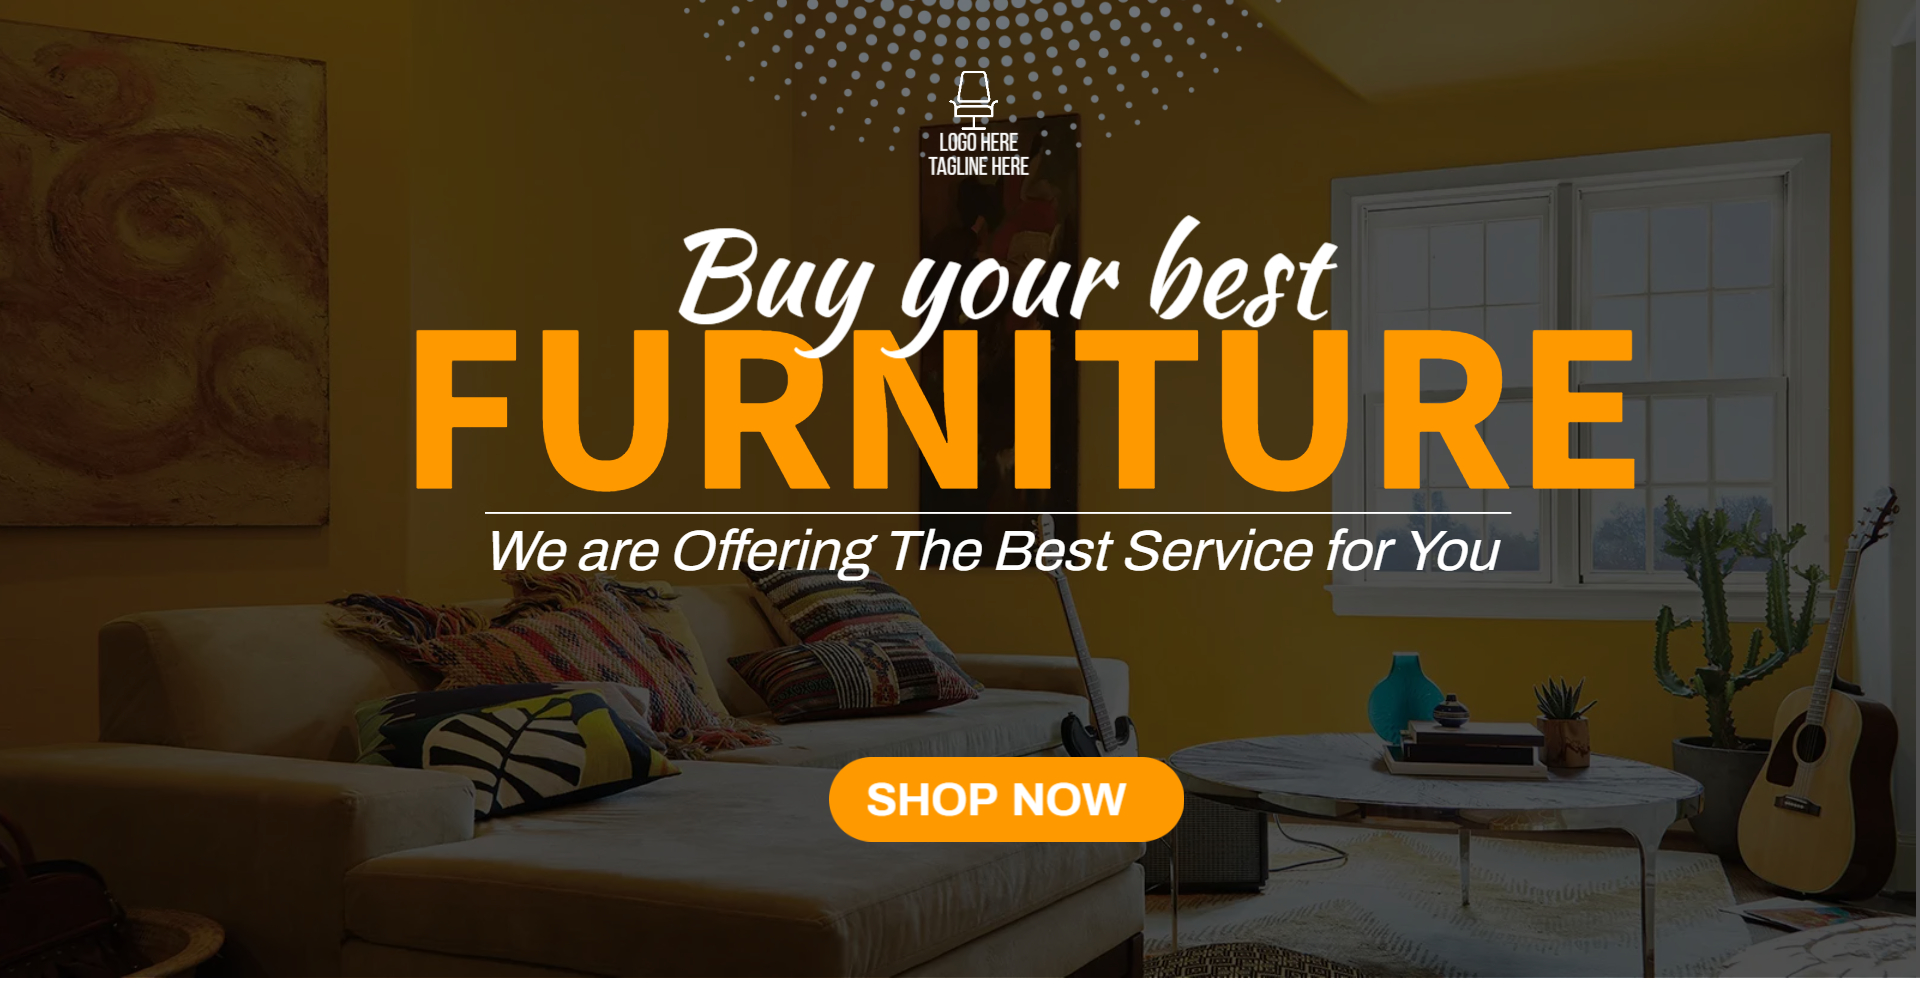 LOGO HERE
TAGLINE HERE
Buy your best
FURNITURE
We are Offering The Best Service for You
SHOP NOW